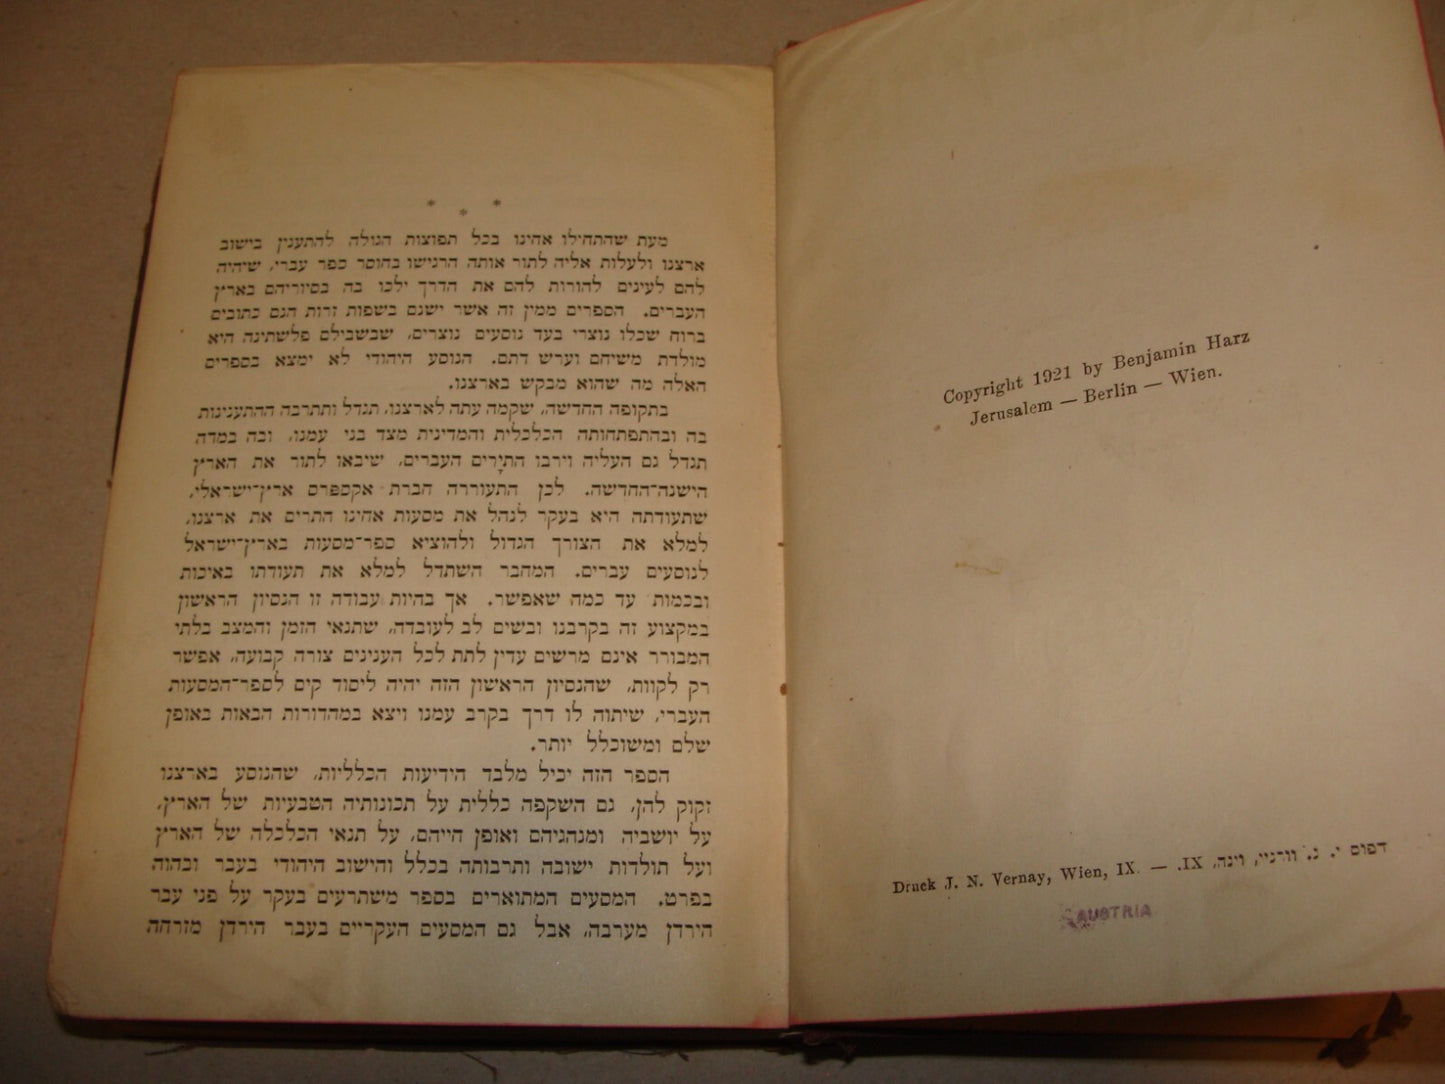 Copyright 1921 by Benjamin Harz
Jerusalem — Berlin — Wien.
Druck J. N. Vernay, Wien, IX. — דפוס י. נ. וורניי, וינה, IX.
AUSTRIA
* * *
מעת שהתחילו אחינו בכל תפוצות הגולה להתענין בישוב
ארצנו ולעלות אליה לתור אותה הרגישו בחוסר ספר עברי, שיהיה
להם לעינים להורות להם את הדרך ילכו בה בסיוריהם בארץ
העברים. הספרים ממין זה אשר ישנם בשפות זרות הנם כתובים
ברוח שכלו נוצרי בעד נוסעים נוצרים, שבשבילם פלשתינה היא
מולדת משיחם וערש דתם. הנוסע היהודי לא ימצא בספרים
האלה מה שהוא מבקש בארצנו.
בתקופה החדשה, שקמה עתה לארצנו, תגדל ותתרבה ההתענינות
בה ובהתפתחותה הכלכלית והמדינית מצד בני עמנו, ובה במדה
תגדל גם העליה וירבו התיָרים העברים, שיבאו לתור את הארץ
הישנה־החדשה. לכן התעוררה חברת אקספרס ארץ־ישראלי,
שתעודתה היא בעקר לנהל את מסעות אחינו התרים את ארצנו,
למלא את הצורך הגדול ולהוציא ספר־מסעות בארץ־ישראל
לנוסעים עברים. המחבר השתדל למלא את תעודתו באיכות
ובכמות עד כמה שאפשר. אך בהיות עבודה זו הנסיון הראשון
במקצוע זה בקרבנו ובשים לב לעובדה, שתנאי הזמן והמצב בלתי
המבורר אינם מרשים עדין לתת לכל הענינים צורה קבועה, אפשר
רק לקוות, שהנסיון הראשון הזה יהיה ליסוד קים לספר־המסעות
העברי, שיתוה לו דרך בקרב עמנו ויצא במהדורות הבאות באופן
שלם ומשוכלל יותר.
הספר הזה יכיל מלבד הידיעות הכלליות, שהנוסע בארצנו
זקוק להן, גם השקפה כללית על תכונותיה הטבעיות של הארץ,
על יושביה ומנהגיהם ואופן הייהם, על תנאי הכלכלה של הארץ
ועל תולדות ישובה ותרבותה בכלל והישוב היהודי בעבר ובהוה
בפרט. המסעים המתוארים בספר משתרעים בעקר על פני עבר
הירדן מערבה, אבל גם המסעים העקריים בעבר הירדן מזרחה